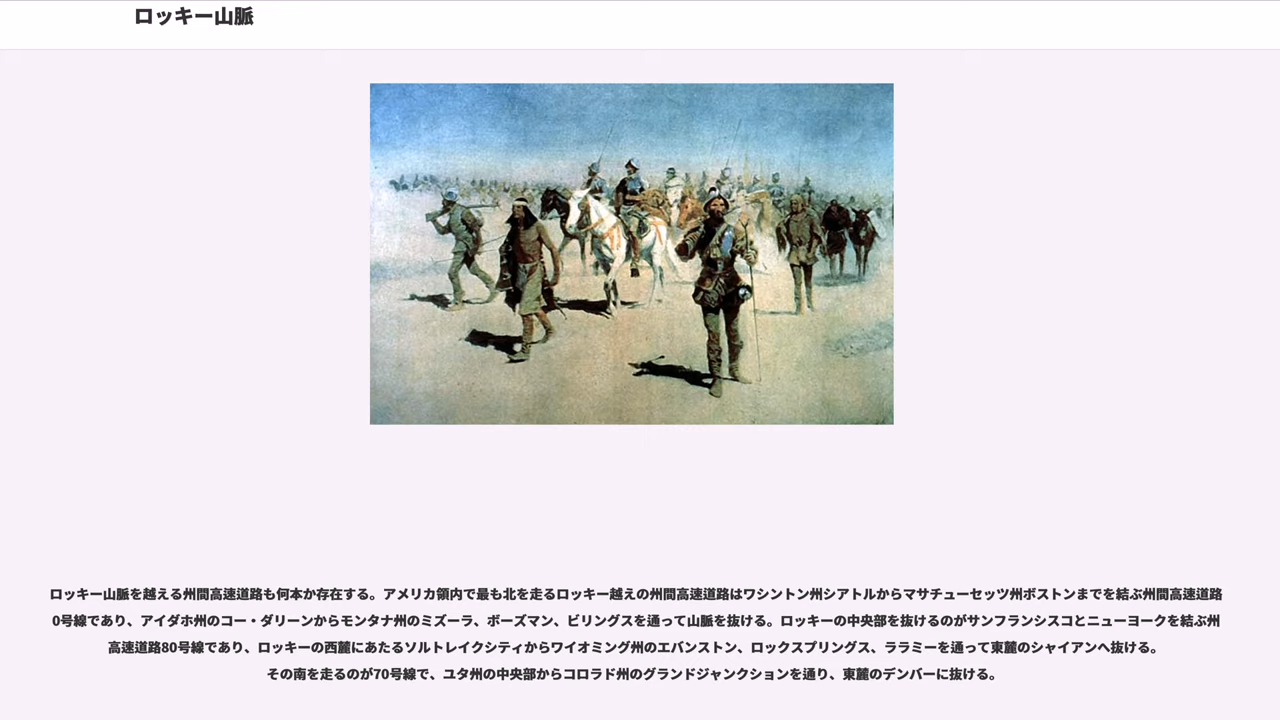 ロッキー山脈
ロッキー山脈を越える州間高速道路も何本か存在する。アメリカ領内で最も北を走るロッキー越えの州間高速道路はワシントン州シアトルからマサチューセッツ州ボストンまでを結ぶ州間高速道路
0号線であり、アイダホ州のコー・ダリーンからモンタナ州のミズーラ、ボーズマン、ビリングスを通って山脈を抜ける。ロッキーの中央部を抜けるのがサンフランシスコとニューヨークを結ぶ州
高速道路80号線であり、ロッキーの西麓にあたるソルトレイクシティからワイオミング州のエバンストン、ロックスプリングス、ララミーを通って東麓のシャイアンへ抜ける。
その南を走るのが70号線で、ユタ州の中央部からコロラド州のグランドジャンクションを通り、東麓のデンバーに抜ける。